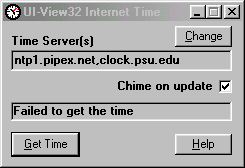 UI-View32 Internet Time
Time Server(s)
Change
ntp1.pipex.net,clock.psu.edu
Chime on update
Failed to get the time
Get Time
Help